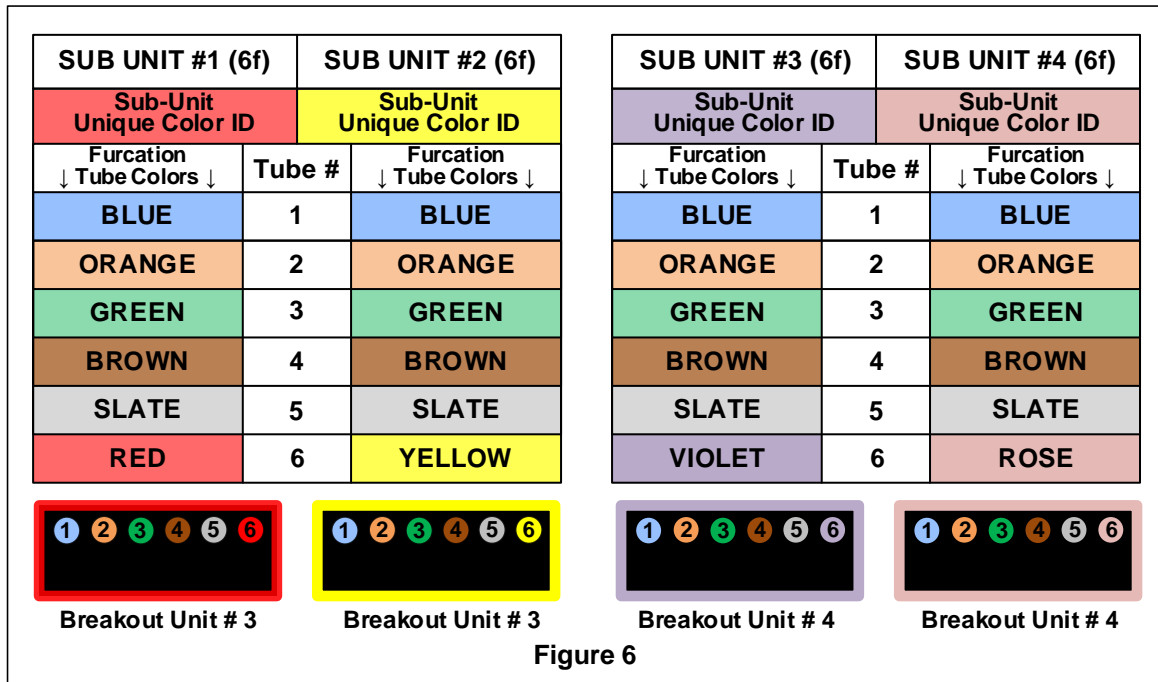 SUB UNIT #1 (6f) SUB UNIT #2 (6f) SUB UNIT #3 (6f) SUB UNIT #4 (6f)
Sub-Unit Sub-Unit Sub-Unit Sub-Unit
Unique Color ID Unique Color ID Unique Color ID Unique Color ID
Furcation Tube # Furcation Furcation Tube # Furcation
↓ Tube Colors ↓ ↓ Tube Colors ↓ ↓ Tube Colors ↓ ↓ Tube Colors ↓
BLUE 1 BLUE BLUE 1 BLUE
ORANGE 2 ORANGE ORANGE 2 ORANGE
GREEN 3 GREEN GREEN 3 GREEN
BROWN 4 BROWN BROWN 4 BROWN
SLATE 5 SLATE SLATE 5 SLATE
RED 6 YELLOW VIOLET 6 ROSE
1 2 3 4 5 6 1 2 3 4 5 6 1 2 3 4 5 6 1 2 3 4 5 6
Breakout Unit # 3 Breakout Unit # 3 Breakout Unit # 4 Breakout Unit # 4
Figure 6